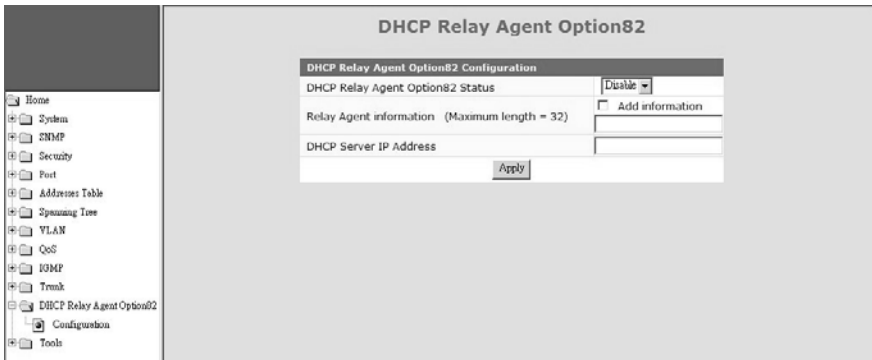 DHCP Relay Agent Option82
DHCP Relay Agent Option82 Configuration
DHCP Relay Agent Option82 Status
Disable
Relay Agent information (Maximum length = 32)
Add information
DHCP Server IP Address
Apply
Home
System
SNMP
Security
Port
Addresses Table
Spanning Tree
VLAN
QoS
IGMP
Trunk
DHCP Relay Agent Option82
Configuration
Tools